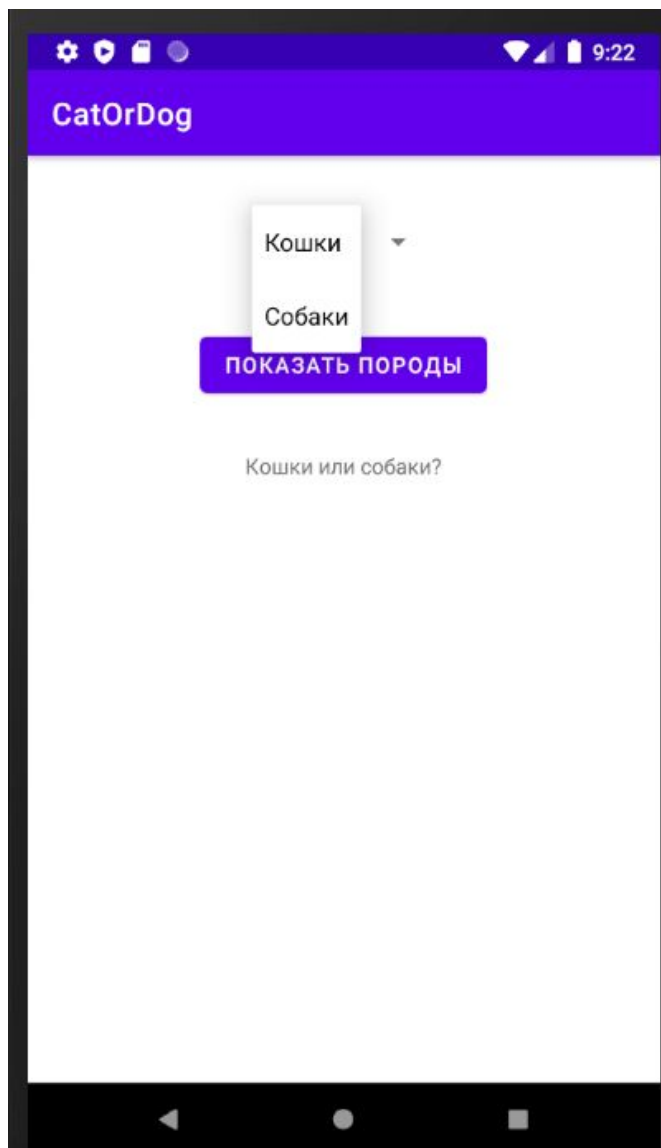 9:22
CatOrDog
Кошки
Собаки
ПОКАЗАТЬ ПОРОДЫ
Кошки или собаки?